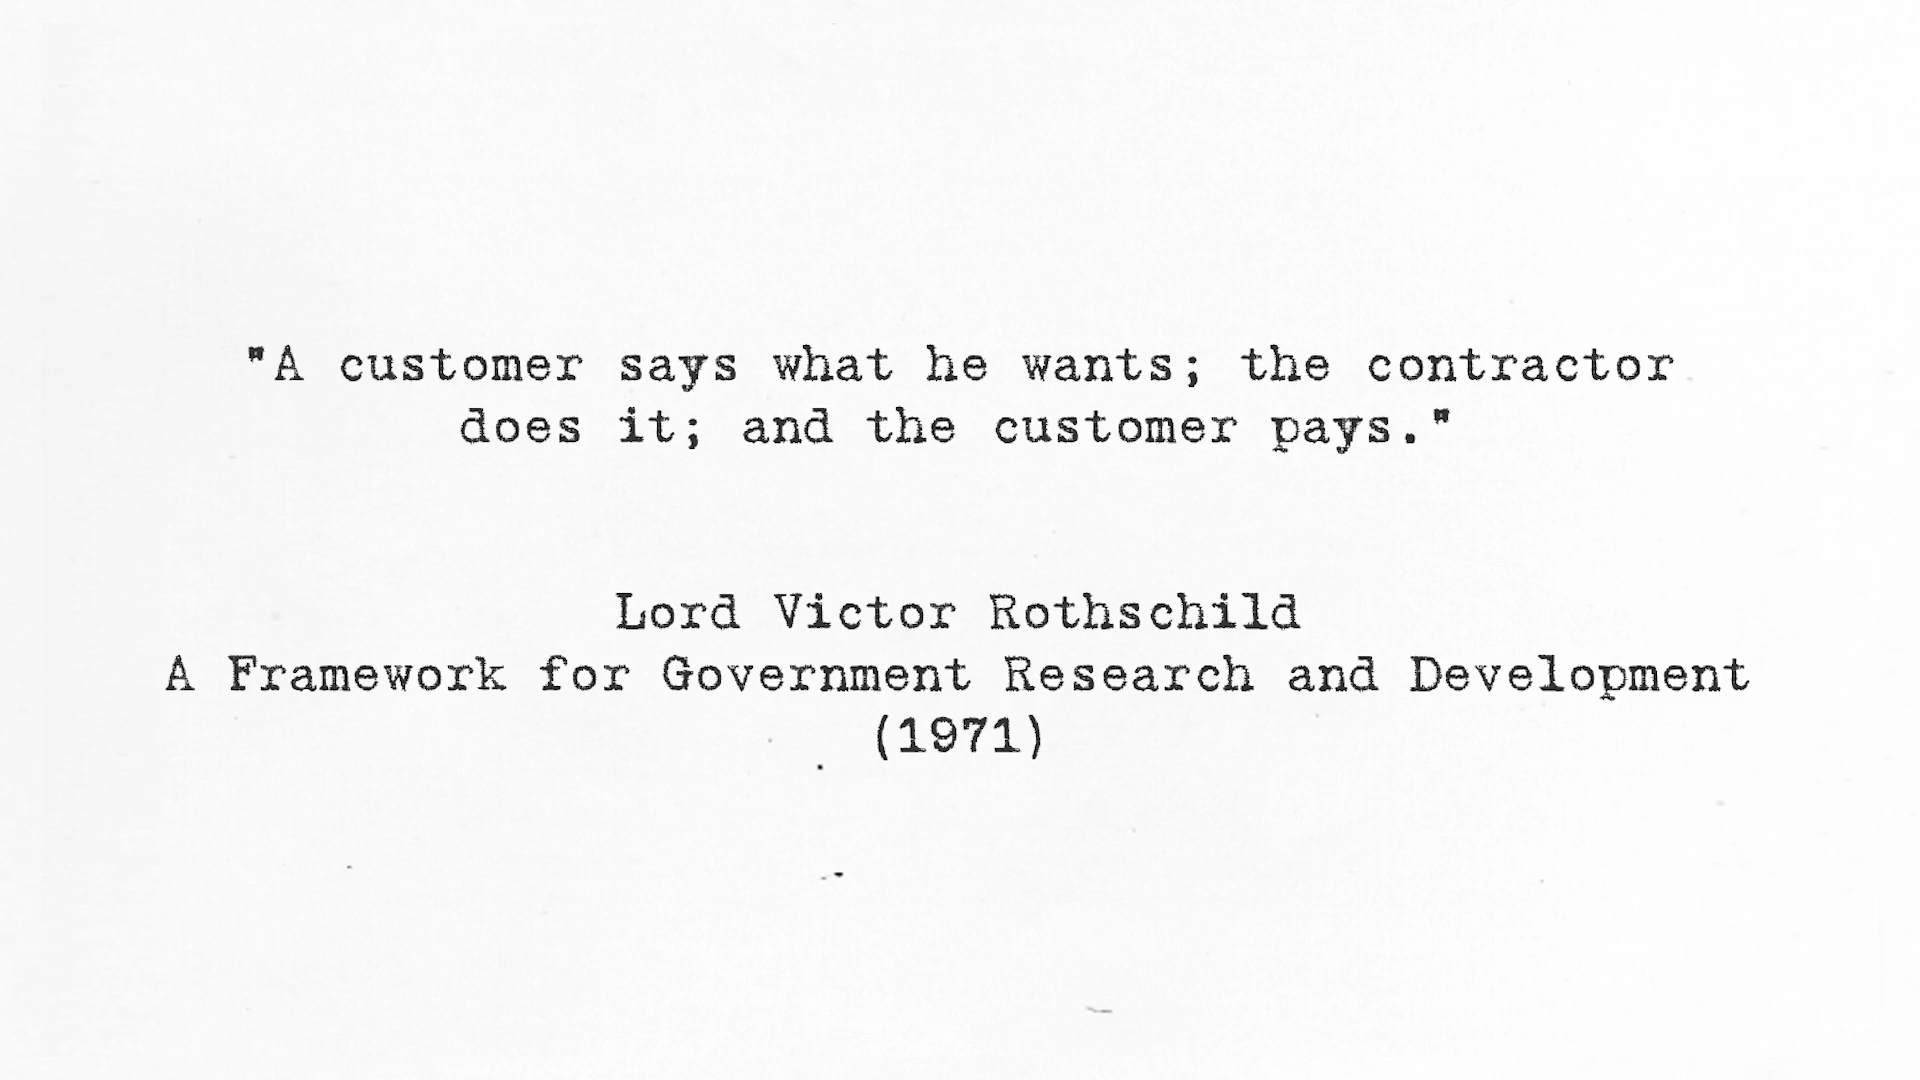 "A customer says what he wants; the contractor
does it; and the customer pays."
Lord Victor Rothschild
A Framework for Government Research and Development
(1971)